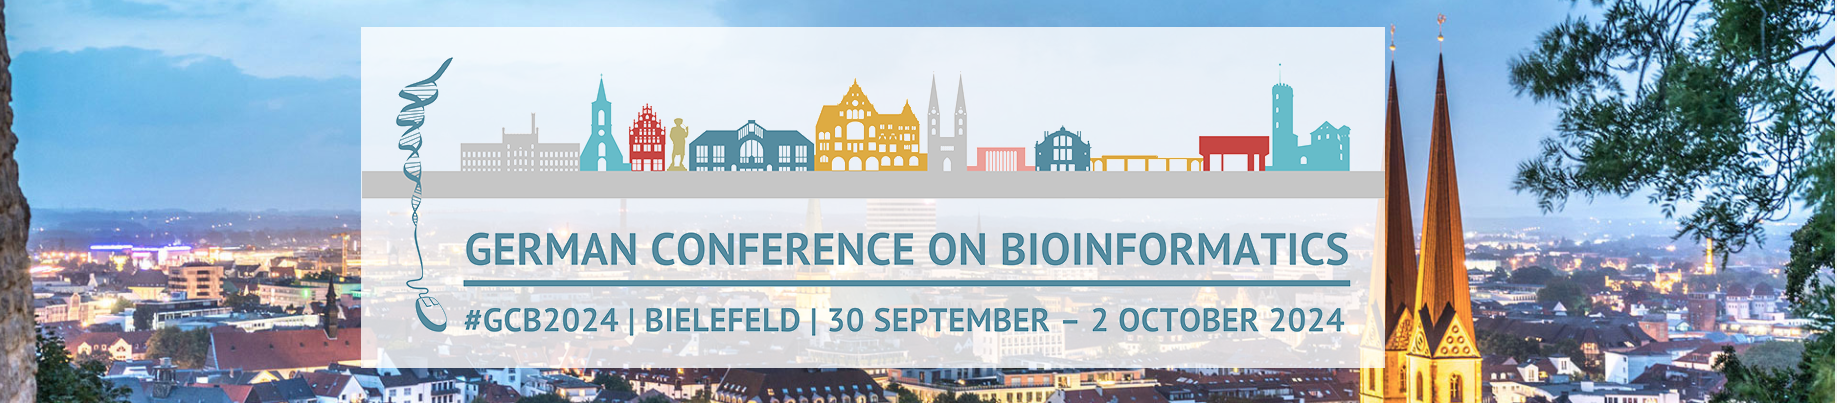 GERMAN CONFERENCE ON BIOINFORMATICS
#GCB2024 | BIELEFELD | 30 SEPTEMBER – 2 OCTOBER 2024